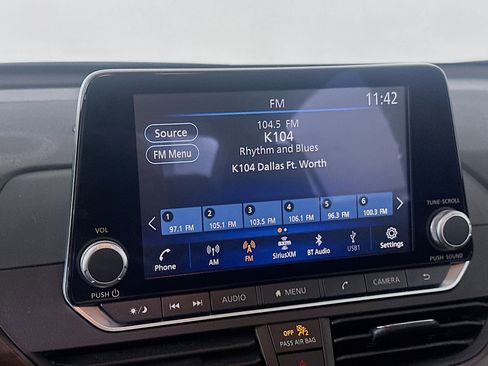 FM
11:42
Source
104.5 FM
K104
FM Menu
Rhythm and Blues
K104 Dallas Ft. Worth
1 2 3 4 5 6
97.1 FM 105.1 FM 103.5 FM 106.1 FM 96.3 FM 100.3 FM
Phone AM FM SXM SiriusXM BT Audio USB1 Settings
VOL
TUNE·SCROLL
PUSH
PUSH SOUND
AUDIO MENU CAMERA
OFF 2
PASS AIR BAG